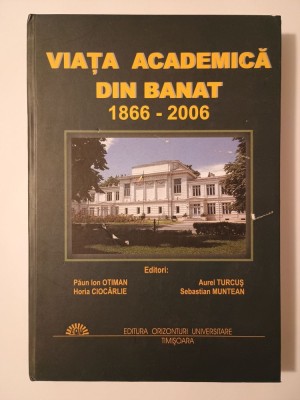 VIAȚA ACADEMICĂ
DIN BANAT
1866 - 2006
Editori:
Păun Ion OTIMAN
Horia CIOCÂRLIE
Aurel TURCUȘ
Sebastian MUNTEAN
EDITURA ORIZONTURI UNIVERSITARE
TIMIȘOARA